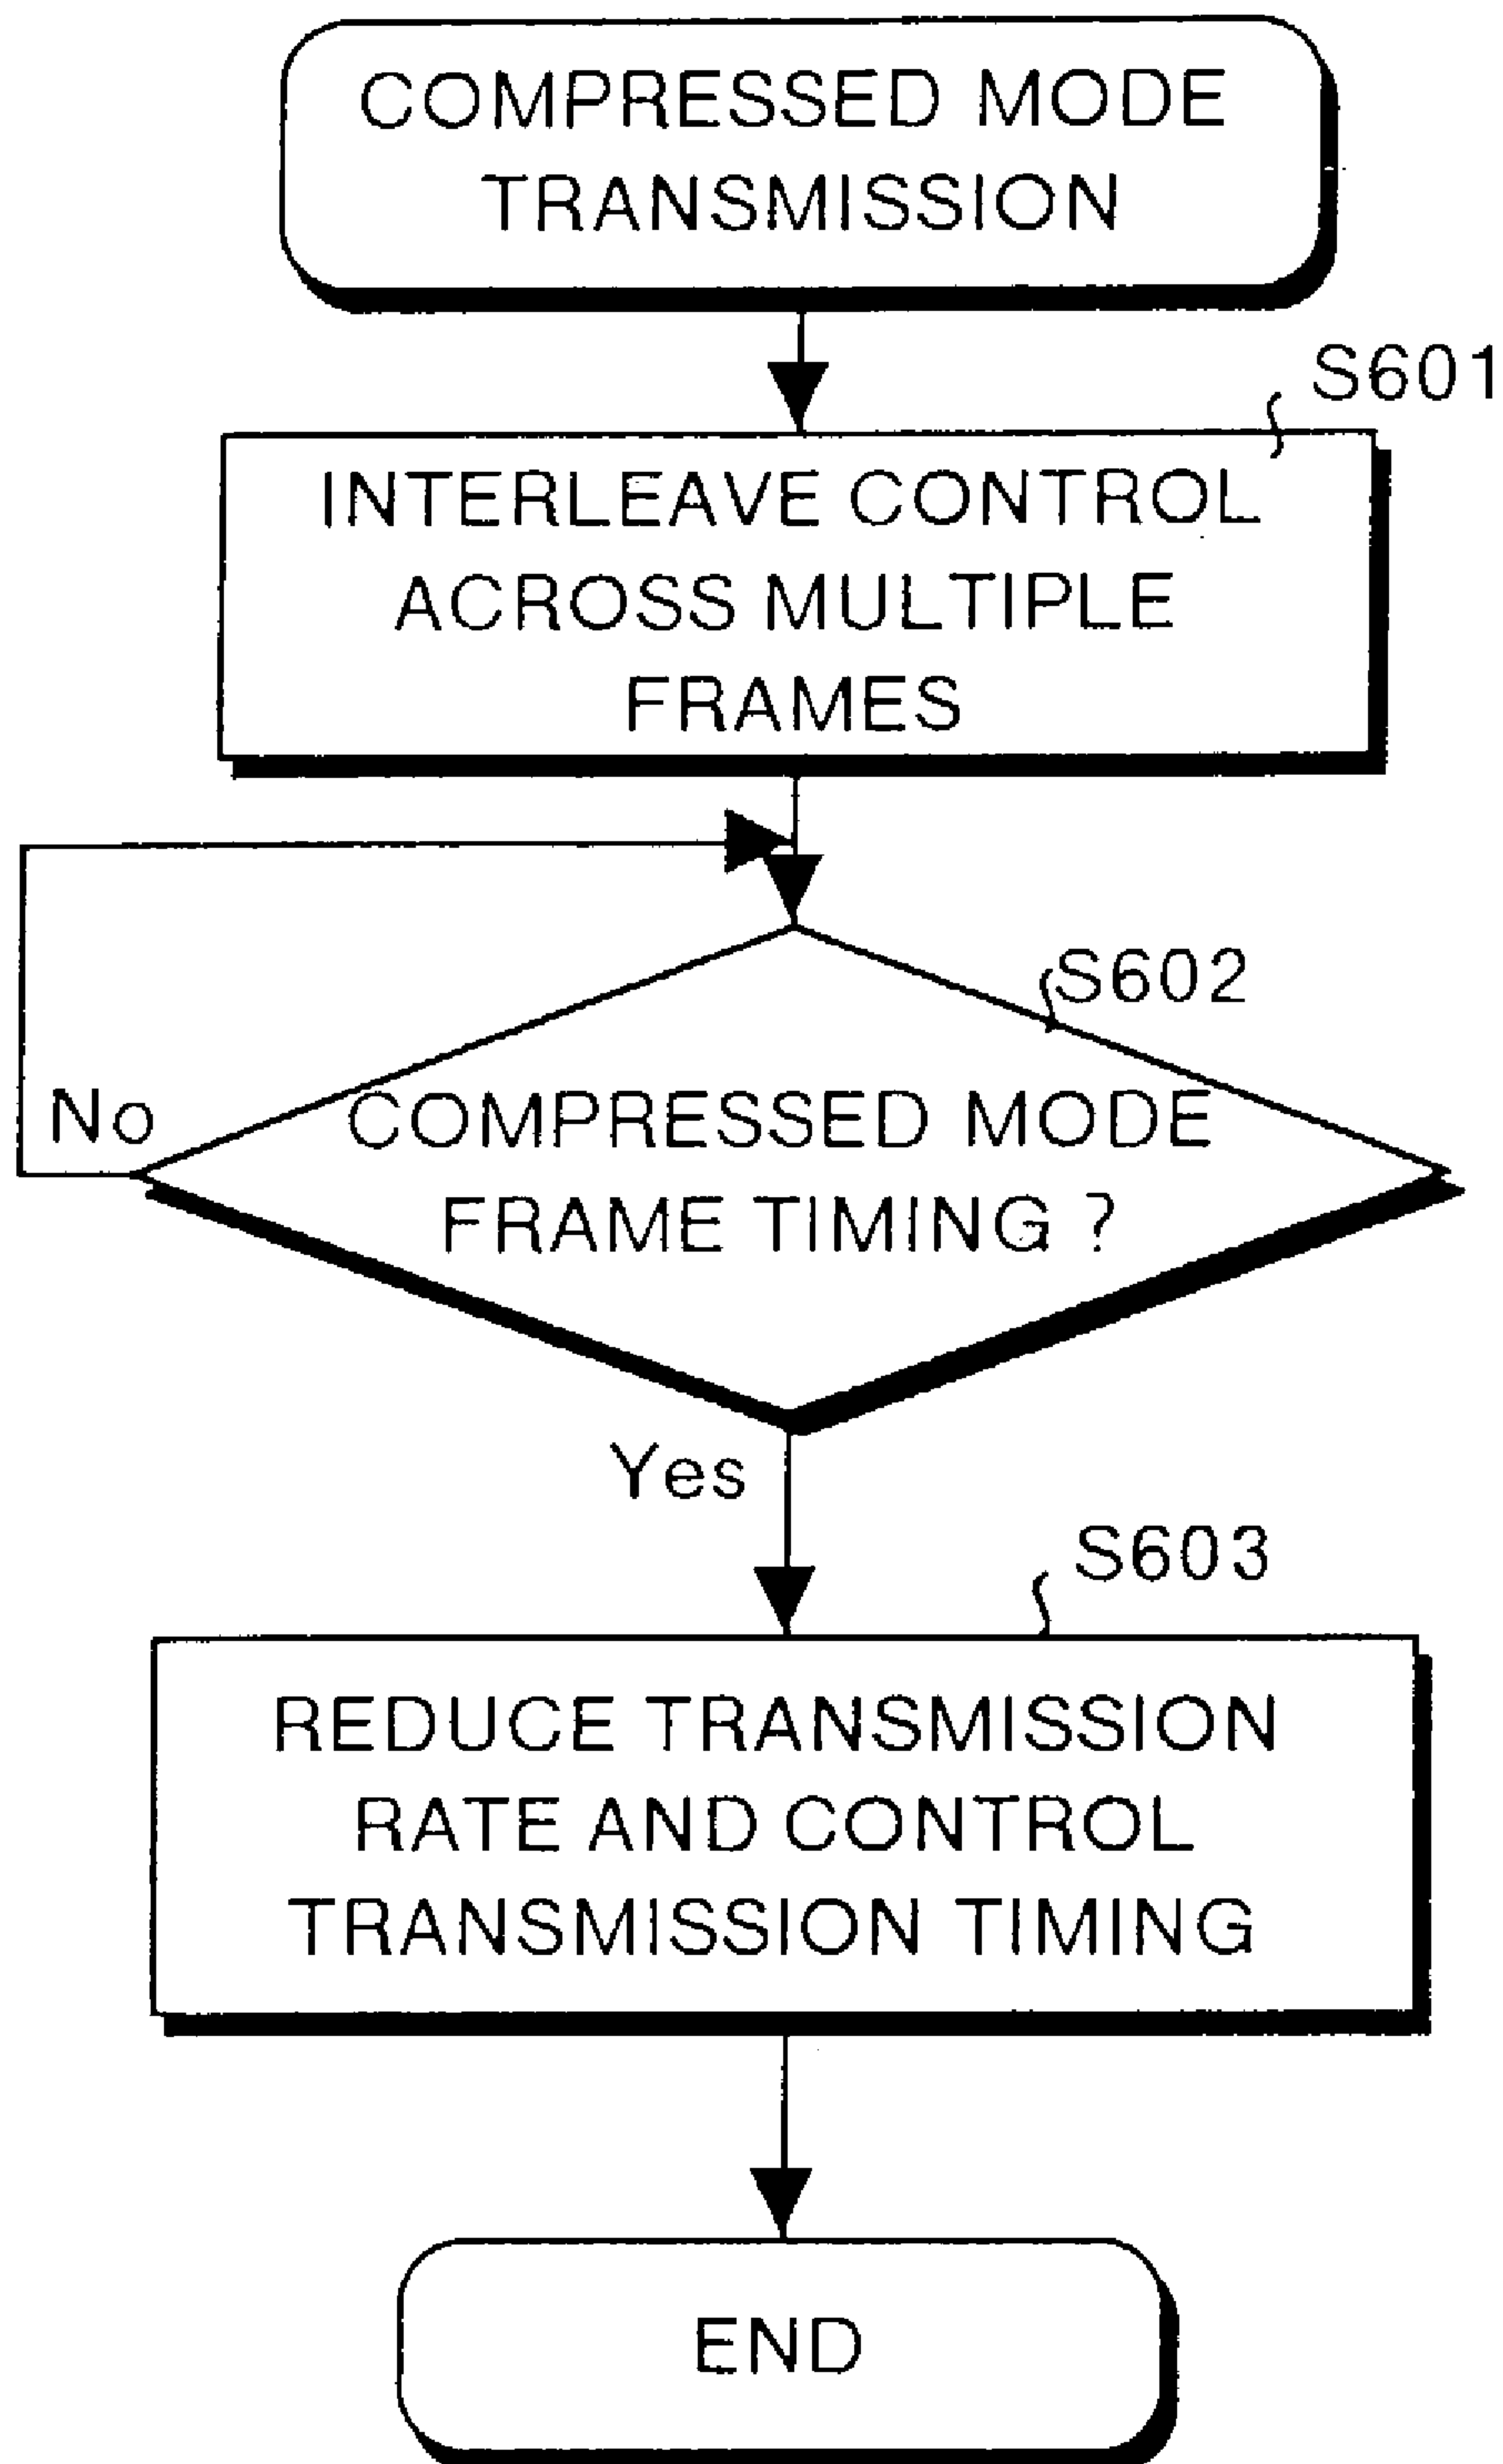 COMPRESSED MODE
TRANSMISSION
S601
INTERLEAVE CONTROL
ACROSS MULTIPLE
FRAMES
S602
No
COMPRESSED MODE
FRAME TIMING ?
Yes
S603
REDUCE TRANSMISSION
RATE AND CONTROL
TRANSMISSION TIMING
END